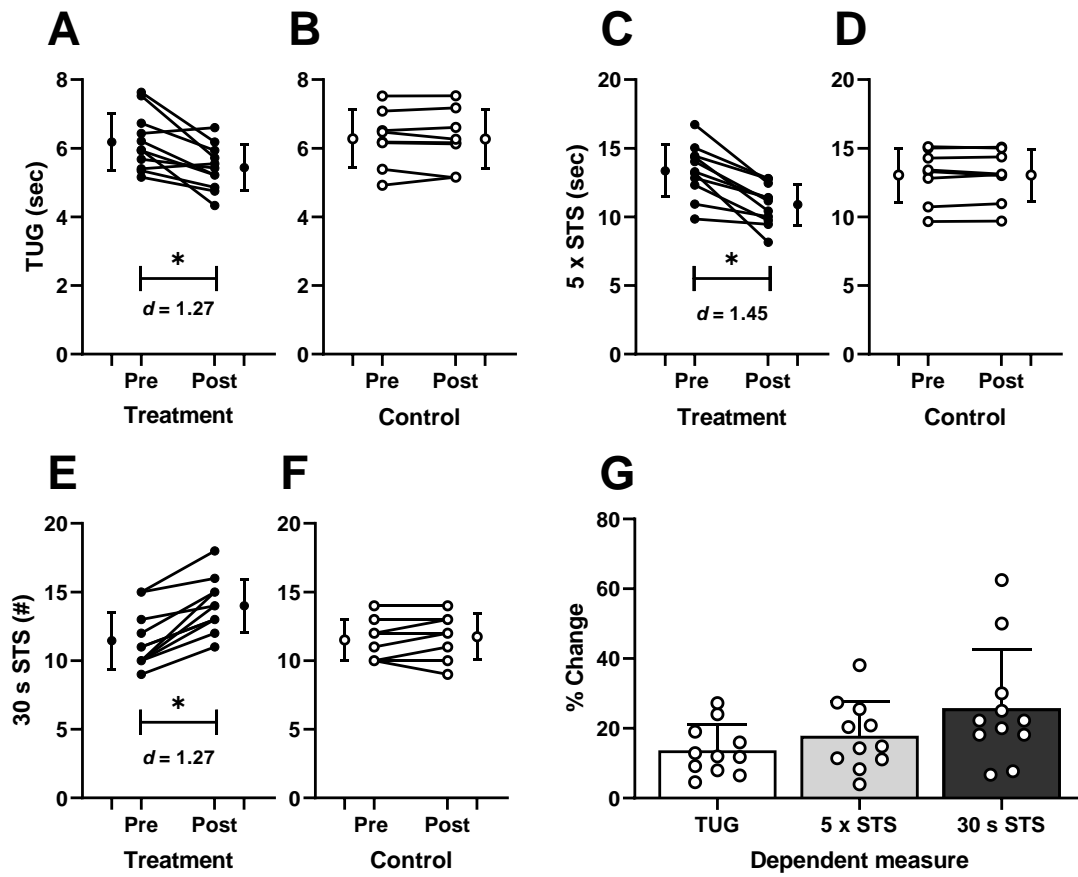 A
B
C
D
TUG (sec)
8
6
4
2
0
*
d = 1.27
Pre Post
Treatment
8
6
4
2
0
Pre Post
Control
5 x STS (sec)
20
15
10
5
0
*
d = 1.45
Pre Post
Treatment
20
15
10
5
0
Pre Post
Control
E
F
G
30 s STS (#)
20
15
10
5
0
*
d = 1.27
Pre Post
Treatment
20
15
10
5
0
Pre Post
Control
% Change
80
60
40
20
0
TUG 5 x STS 30 s STS
Dependent measure